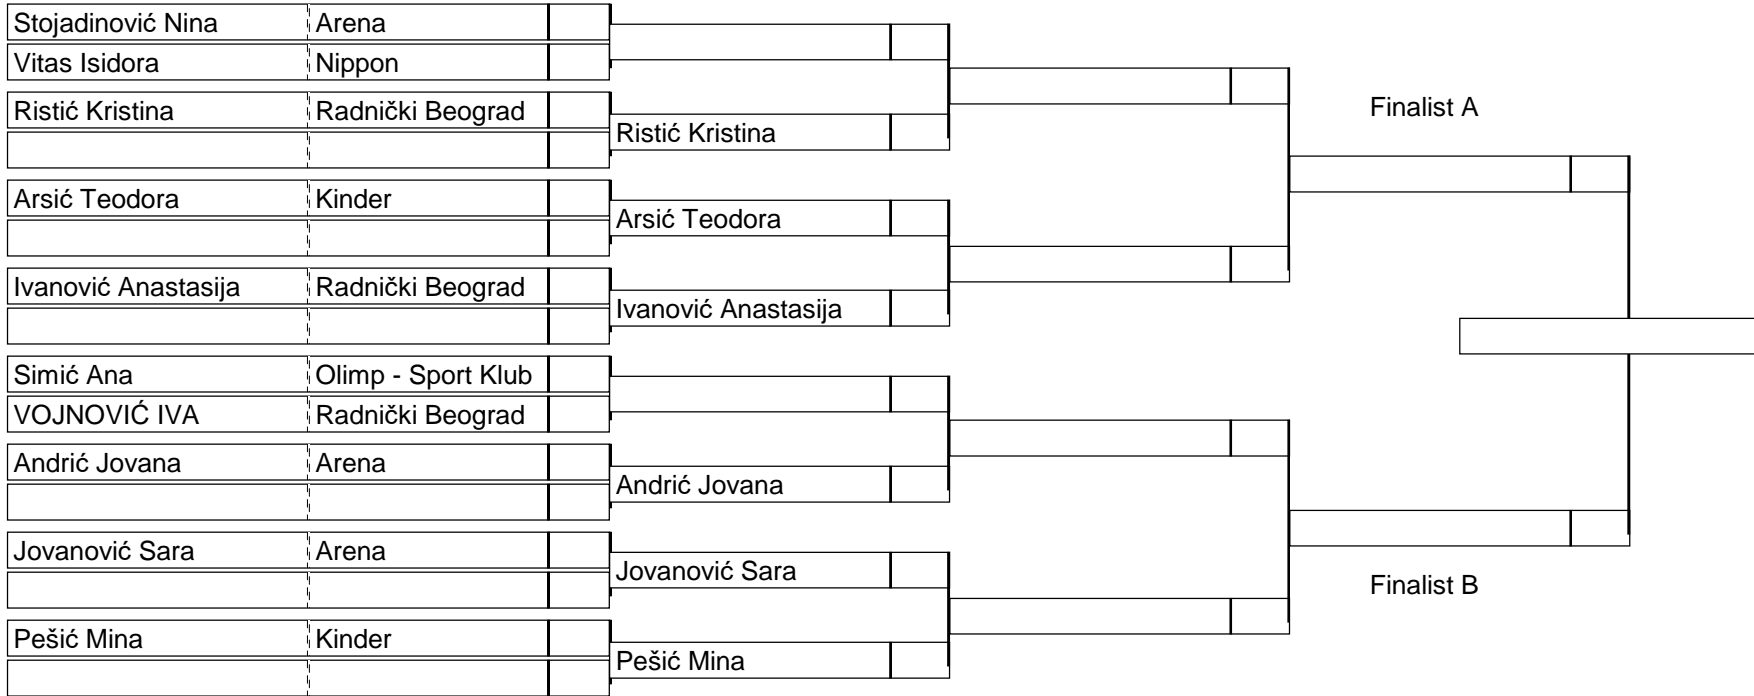 Stojadinović Nina Arena
Vitas Isidora Nippon
Ristić Kristina Radnički Beograd
Ristić Kristina
Arsić Teodora Kinder
Arsić Teodora
Ivanović Anastasija Radnički Beograd
Ivanović Anastasija
Simić Ana Olimp - Sport Klub
VOJNOVIĆ IVA Radnički Beograd
Andrić Jovana Arena
Andrić Jovana
Jovanović Sara Arena
Jovanović Sara
Pešić Mina Kinder
Pešić Mina
Finalist A
Finalist B